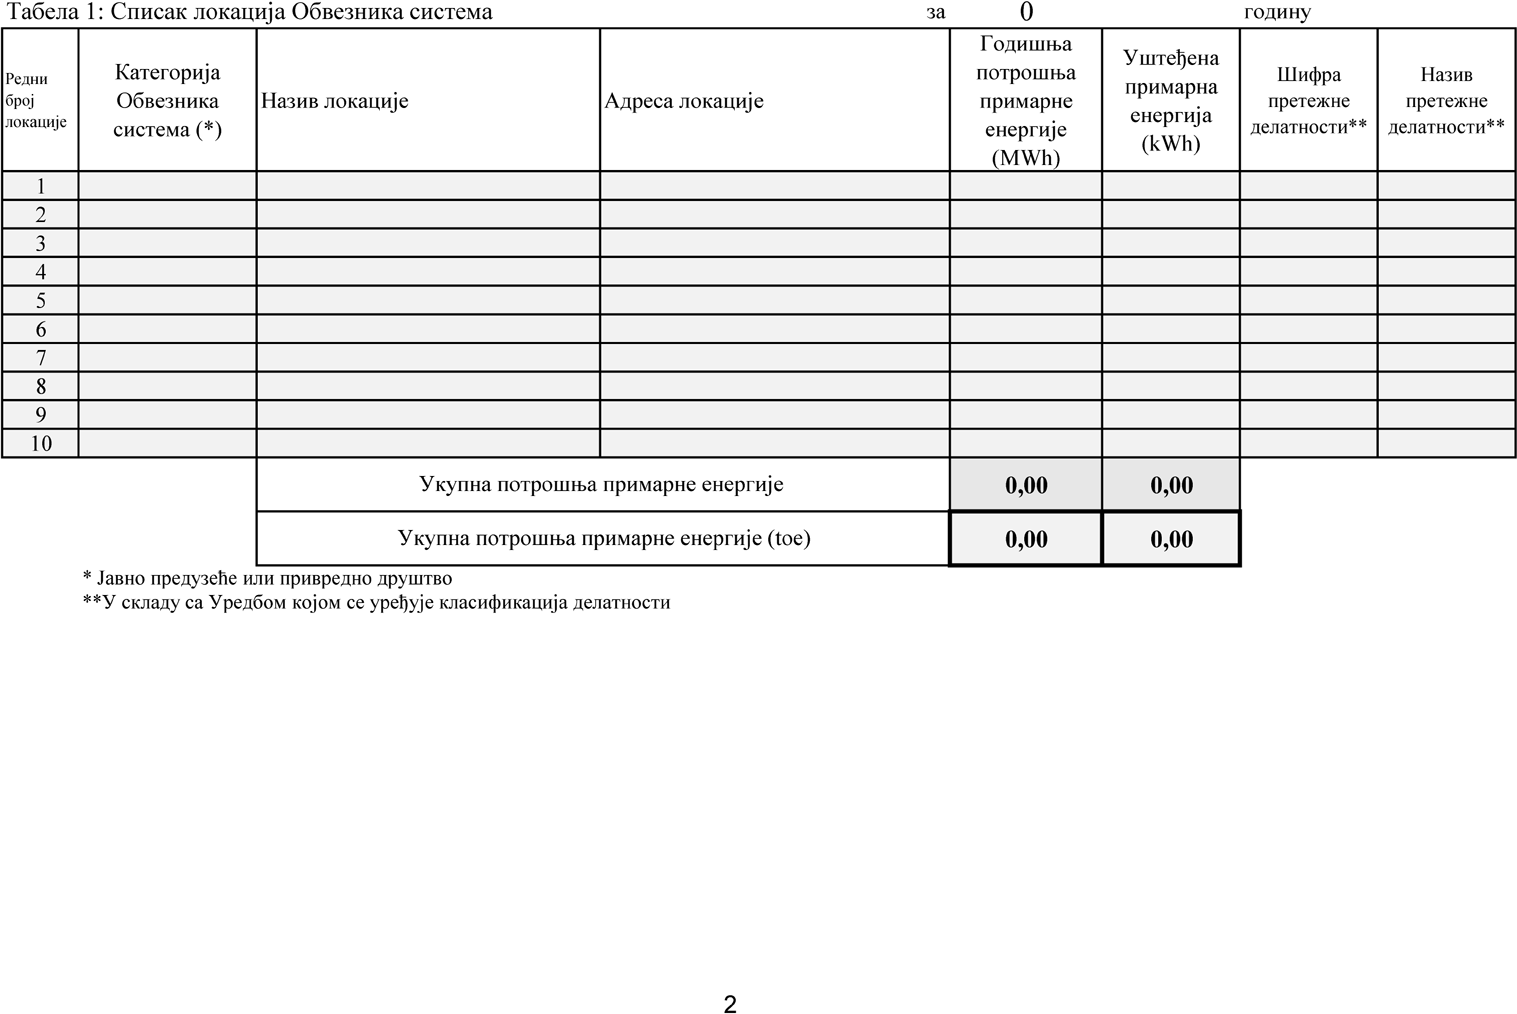 Табела 1: Списак локација Обвезника система за 0 годину
Редни број локације
Категорија Обвезника система (*)
Назив локације
Адреса локације
Годишња потрошња примарне енергије (MWh)
Уштеђена примарна енергија (kWh)
Шифра претежне делатности**
Назив претежне делатности**
1
2
3
4
5
6
7
8
9
10
Укупна потрошња примарне енергије 0,00 0,00
Укупна потрошња примарне енергије (toe) 0,00 0,00
* Јавно предузеће или привредно друштво
**У складу са Уредбом којом се уређује класификација делатности
2